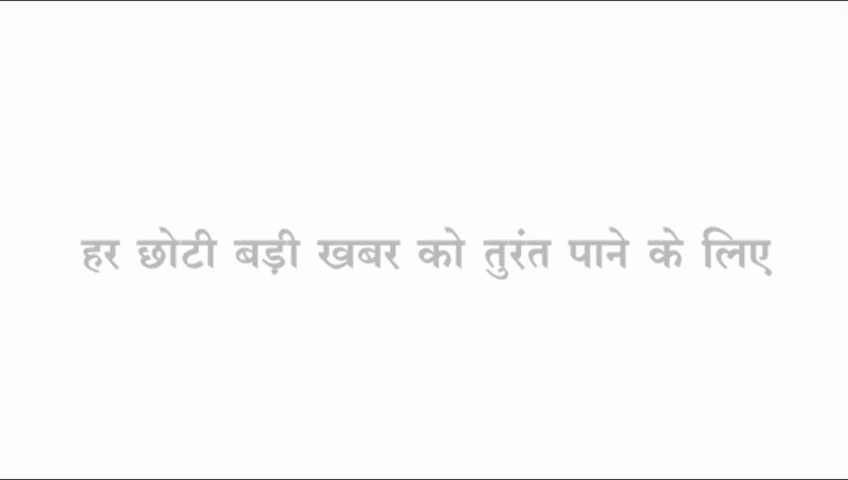 हर छोटी बड़ी खबर को तुरंत पाने के लिए